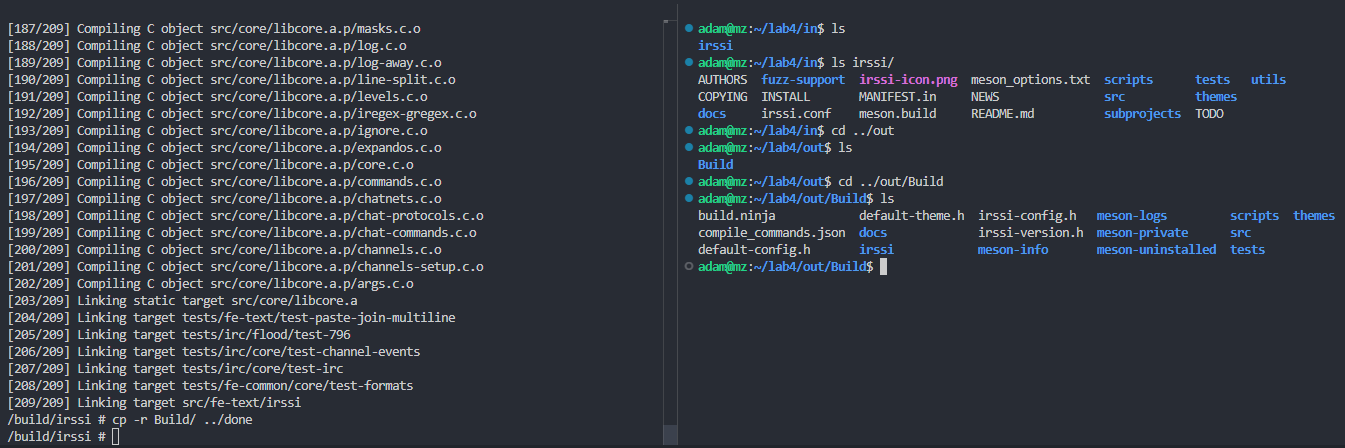 [187/209] Compiling C object src/core/libcore.a.p/masks.c.o
[188/209] Compiling C object src/core/libcore.a.p/log.c.o
[189/209] Compiling C object src/core/libcore.a.p/log-away.c.o
[190/209] Compiling C object src/core/libcore.a.p/line-split.c.o
[191/209] Compiling C object src/core/libcore.a.p/levels.c.o
[192/209] Compiling C object src/core/libcore.a.p/iregex-gregex.c.o
[193/209] Compiling C object src/core/libcore.a.p/ignore.c.o
[194/209] Compiling C object src/core/libcore.a.p/expandos.c.o
[195/209] Compiling C object src/core/libcore.a.p/core.c.o
[196/209] Compiling C object src/core/libcore.a.p/commands.c.o
[197/209] Compiling C object src/core/libcore.a.p/chatnets.c.o
[198/209] Compiling C object src/core/libcore.a.p/chat-protocols.c.o
[199/209] Compiling C object src/core/libcore.a.p/chat-commands.c.o
[200/209] Compiling C object src/core/libcore.a.p/channels.c.o
[201/209] Compiling C object src/core/libcore.a.p/channels-setup.c.o
[202/209] Compiling C object src/core/libcore.a.p/args.c.o
[203/209] Linking static target src/core/libcore.a
[204/209] Linking target tests/fe-text/test-paste-join-multiline
[205/209] Linking target tests/irc/flood/test-796
[206/209] Linking target tests/irc/core/test-channel-events
[207/209] Linking target tests/irc/core/test-irc
[208/209] Linking target tests/fe-common/core/test-formats
[209/209] Linking target src/fe-text/irssi
/build/irssi # cp -r Build/ ../done
/build/irssi #
adam@mz:~/lab4/in$ ls
irssi
adam@mz:~/lab4/in$ ls irssi/
AUTHORS fuzz-support irssi-icon.png meson_options.txt scripts tests utils
COPYING INSTALL MANIFEST.in NEWS src themes
docs irssi.conf meson.build README.md subprojects TODO
adam@mz:~/lab4/in$ cd ../out
adam@mz:~/lab4/out$ ls
Build
adam@mz:~/lab4/out$ cd ../out/Build
adam@mz:~/lab4/out/Build$ ls
build.ninja default-theme.h irssi-config.h meson-logs scripts themes
compile_commands.json docs irssi-version.h meson-private src
default-config.h irssi meson-info meson-uninstalled tests
adam@mz:~/lab4/out/Build$